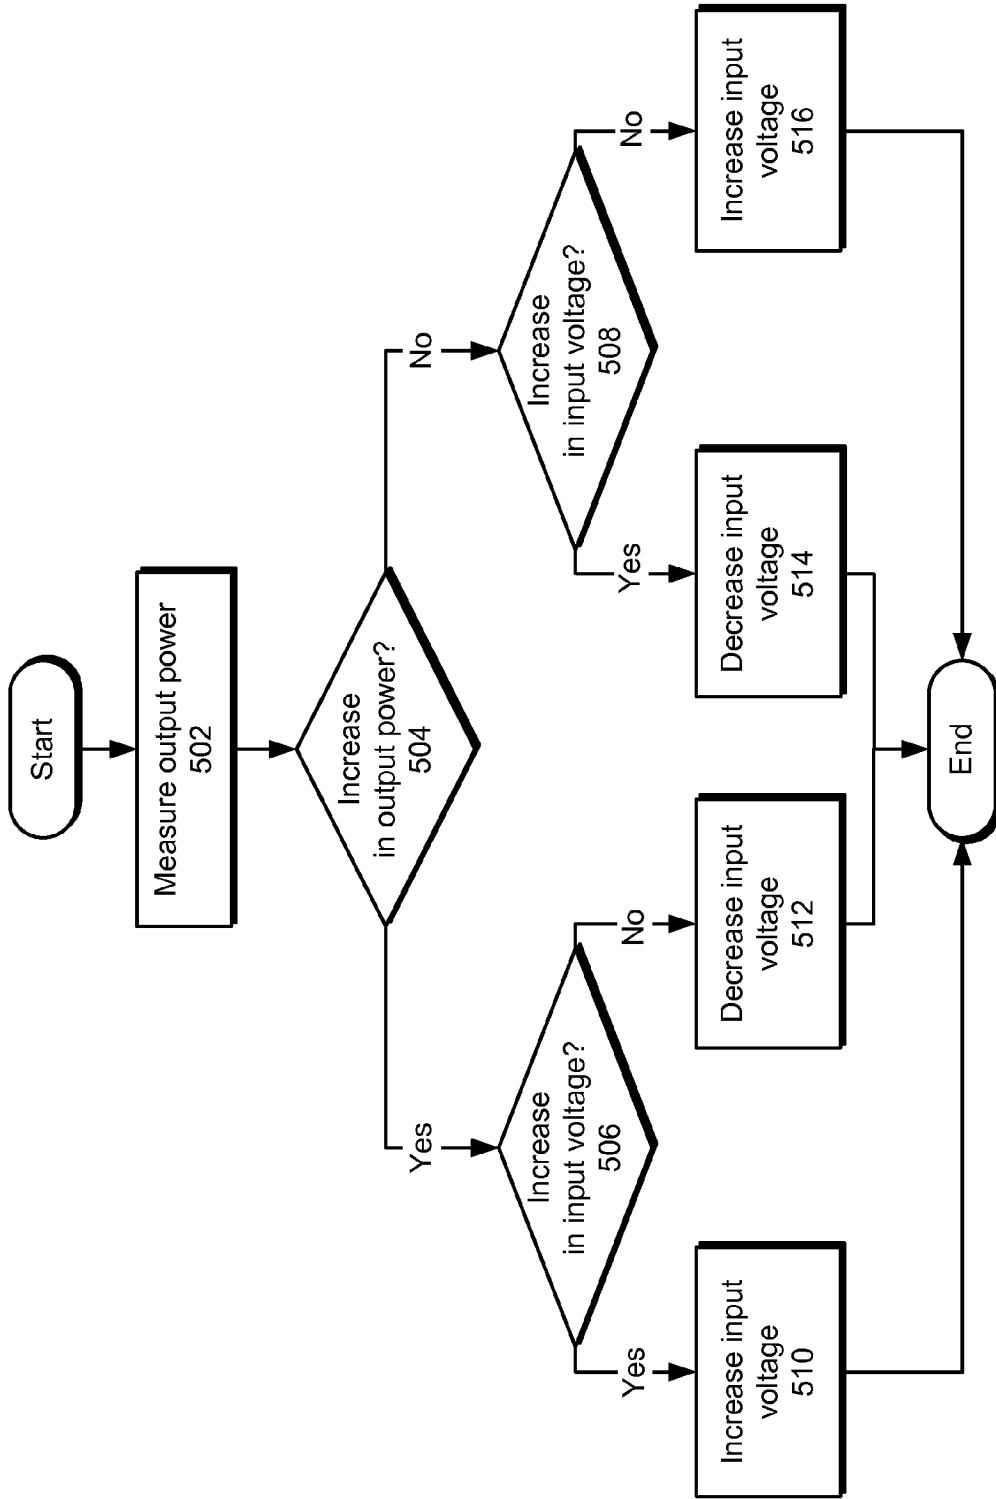 Start
Measure output power
502
Increase
in output power?
504
Yes
No
Increase
in input voltage?
506
Increase
in input voltage?
508
Yes
No
Yes
No
Increase input
voltage
510
Decrease input
voltage
512
Decrease input
voltage
514
Increase input
voltage
516
End